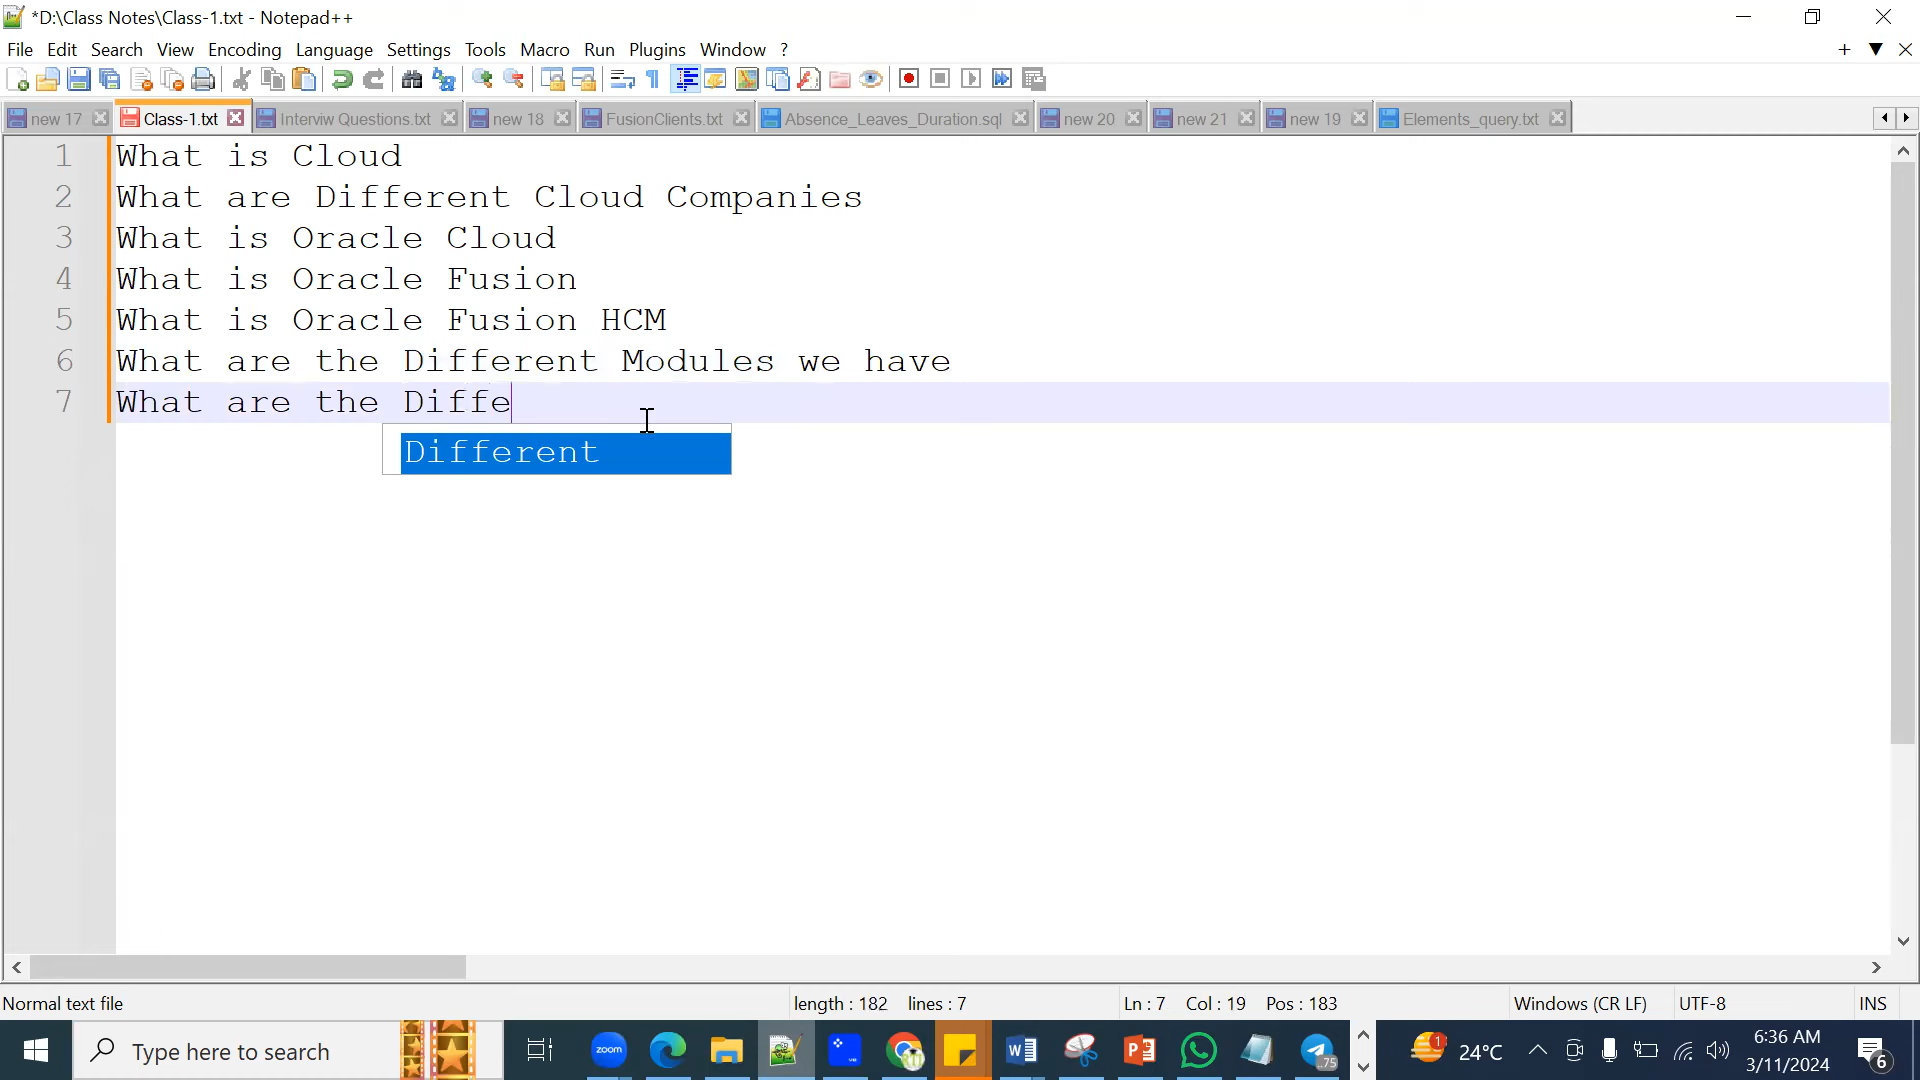 *D:\Class Notes\Class-1.txt - Notepad++
File Edit Search View Encoding Language Settings Tools Macro Run Plugins Window ?
new 17 Class-1.txt Interviw Questions.txt new 18 FusionClients.txt Absence_Leaves_Duration.sql new 20 new 21 new 19 Elements_query.txt
1 What is Cloud
2 What are Different Cloud Companies
3 What is Oracle Cloud
4 What is Oracle Fusion
5 What is Oracle Fusion HCM
6 What are the Different Modules we have
7 What are the Diffe
Different
Normal text file length : 182 lines : 7 Ln : 7 Col : 19 Pos : 183 Windows (CR LF) UTF-8 INS
Type here to search zoom 75 1 24°C 6:36 AM
3/11/2024 6